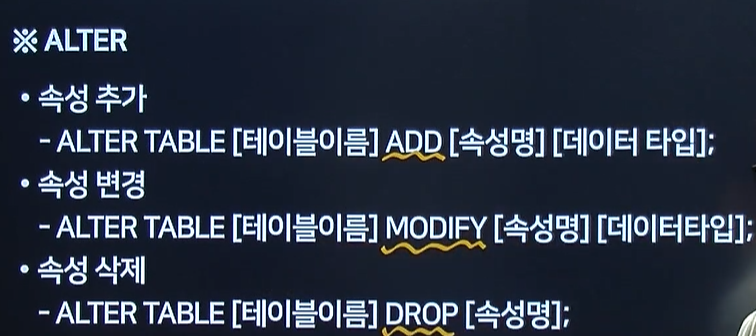 ※ ALTER
• 속성 추가
- ALTER TABLE [테이블이름] ADD [속성명] [데이터 타입];
• 속성 변경
- ALTER TABLE [테이블이름] MODIFY [속성명] [데이터타입];
• 속성 삭제
- ALTER TABLE [테이블이름] DROP [속성명];